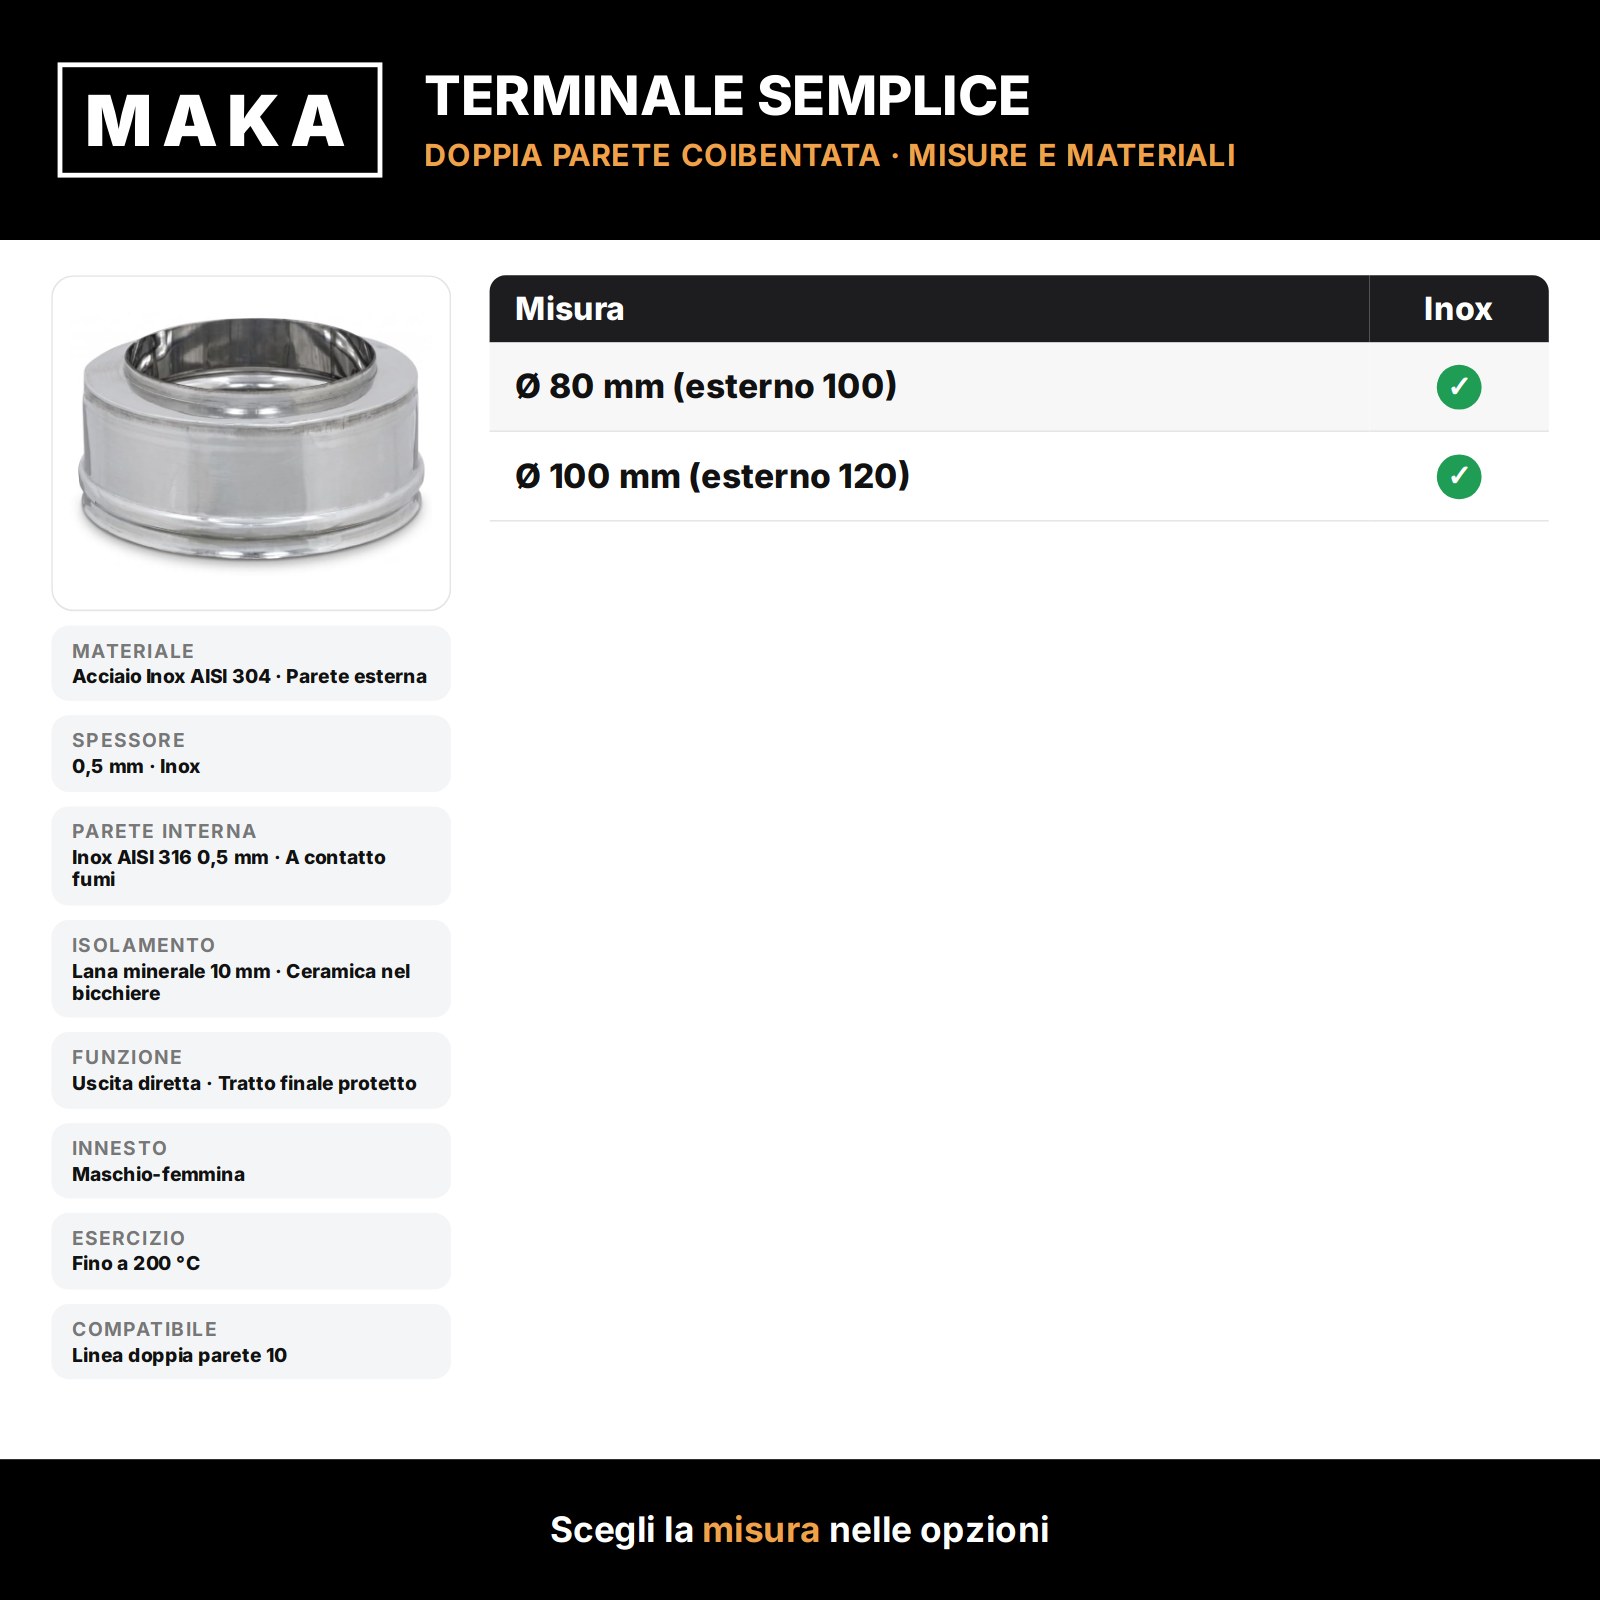 MAKA
TERMINALE SEMPLICE
DOPPIA PARETE COIBENTATA · MISURE E MATERIALI
Misura Inox
Ø 80 mm (esterno 100) ✓
Ø 100 mm (esterno 120) ✓
MATERIALE
Acciaio Inox AISI 304 · Parete esterna
SPESSORE
0,5 mm · Inox
PARETE INTERNA
Inox AISI 316 0,5 mm · A contatto
fumi
ISOLAMENTO
Lana minerale 10 mm · Ceramica nel
bicchiere
FUNZIONE
Uscita diretta · Tratto finale protetto
INNESTO
Maschio-femmina
ESERCIZIO
Fino a 200 °C
COMPATIBILE
Linea doppia parete 10
Scegli la misura nelle opzioni